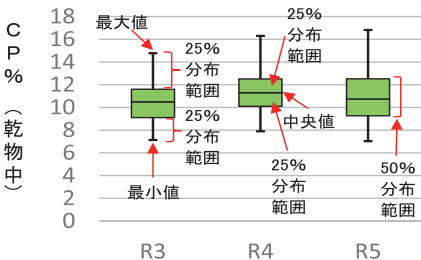 CP%（乾物中）
18
16
14
12
10
8
6
4
2
0
最大値
25%
分布
範囲
25%
分布
範囲
最小値
25%
分布
範囲
中央値
25%
分布
範囲
50%
分布
範囲
R3
R4
R5